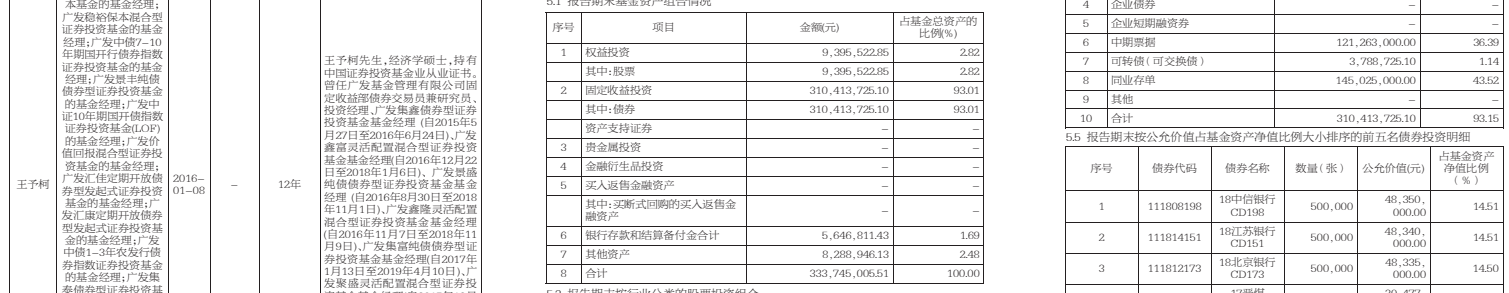 本基金的基金经理;
广发稳裕保本混合型
证券投资基金的基金
经理;广发中债7-10
年期国开行债券指数
证券投资基金的基金
经理;广发景丰纯债
债券型证券投资基金
的基金经理;广发中
证10年期国开债指数
证券投资基金(LOF)
的基金经理;广发价
值回报混合型证券投
资基金的基金经理;
广发汇佳定期开放债
券型发起式证券投资
基金的基金经理;广
发汇康定期开放债券
型发起式证券投资基
金的基金经理;广发
中债1-3年农发行债
券指数证券投资基金
的基金经理;广发集
泰债券型证券投资基
王予柯
2016-
01-08
–
12年
王予柯先生,经济学硕士,持有
中国证券投资基金业从业证书。
曾任广发基金管理有限公司固
定收益部债券交易员兼研究员、
投资经理、广发集鑫债券型证券
投资基金基金经理 (自2015年5
月27日至2016年6月24日)、广发
鑫富灵活配置混合型证券投资
基金基金经理(自2016年12月22
日至2018年1月6日)、广发景盛
纯债债券型证券投资基金基金
经理 (自2016年8月30日至2018
年11月1日)、广发鑫隆灵活配置
混合型证券投资基金基金经理
(自2016年11月7日至2018年11
月9日)、广发集富纯债债券型证
券投资基金基金经理(自2017年
1月13日至2019年4月10日)、广
发聚盛灵活配置混合型证券投
5.1 报告期末基金资产组合情况
序号 项目 金额(元) 占基金总资产的
比例(%)
1 权益投资 9,395,522.85 2.82
其中:股票 9,395,522.85 2.82
2 固定收益投资 310,413,725.10 93.01
其中:债券 310,413,725.10 93.01
资产支持证券 – –
3 贵金属投资 – –
4 金融衍生品投资 – –
5 买入返售金融资产 – –
其中:买断式回购的买入返售金
融资产 – –
6 银行存款和结算备付金合计 5,646,811.43 1.69
7 其他资产 8,288,946.13 2.48
8 合计 333,745,005.51 100.00
5.2 报告期末按行业分类的股票投资组合
4 企业债券 – –
5 企业短期融资券 – –
6 中期票据 121,263,000.00 36.39
7 可转债(可交换债) 3,788,725.10 1.14
8 同业存单 145,025,000.00 43.52
9 其他 – –
10 合计 310,413,725.10 93.15
5.5 报告期末按公允价值占基金资产净值比例大小排序的前五名债券投资明细
序号 债券代码 债券名称 数量(张) 公允价值(元) 占基金资产
净值比例
(%)
1 111808198 18中信银行
CD198 500,000 48,350,
000.00 14.51
2 111814151 18江苏银行
CD151 500,000 48,340,
000.00 14.51
3 111812173 18北京银行
CD173 500,000 48,335,
000.00 14.50